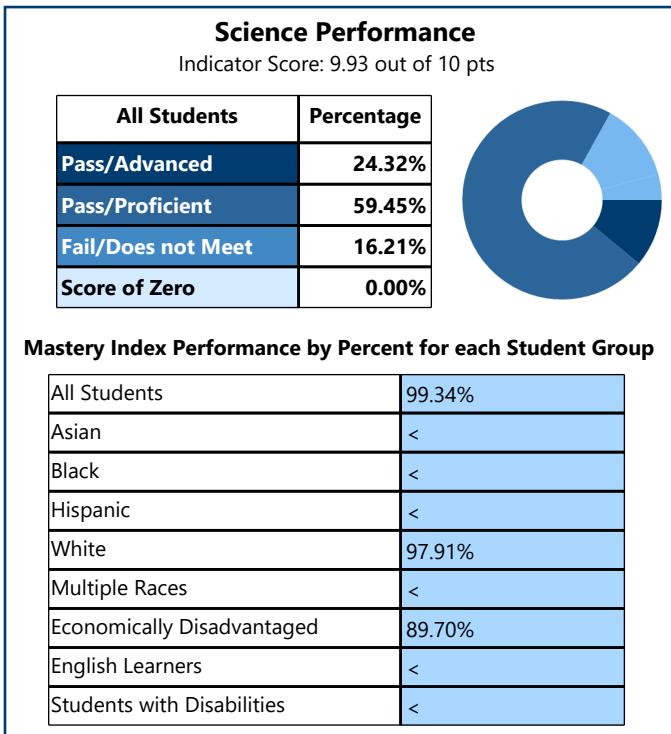 Science Performance
Indicator Score: 9.93 out of 10 pts
All Students Percentage
Pass/Advanced 24.32%
Pass/Proficient 59.45%
Fail/Does not Meet 16.21%
Score of Zero 0.00%
Mastery Index Performance by Percent for each Student Group
All Students 99.34%
Asian <
Black <
Hispanic <
White 97.91%
Multiple Races <
Economically Disadvantaged 89.70%
English Learners <
Students with Disabilities <